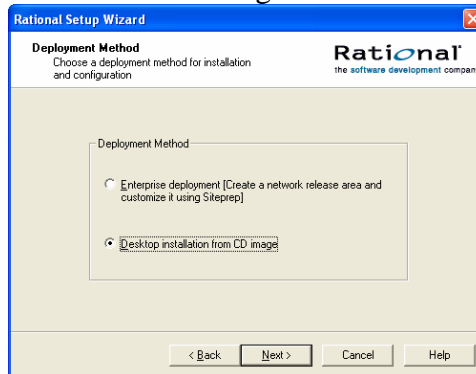 Rational Setup Wizard
Deployment Method
Choose a deployment method for installation
and configuration
Rational
the software development compan
Deployment Method
Enterprise deployment [Create a network release area and
customize it using Siteprep]
Desktop installation from CD image
< Back
Next >
Cancel
Help